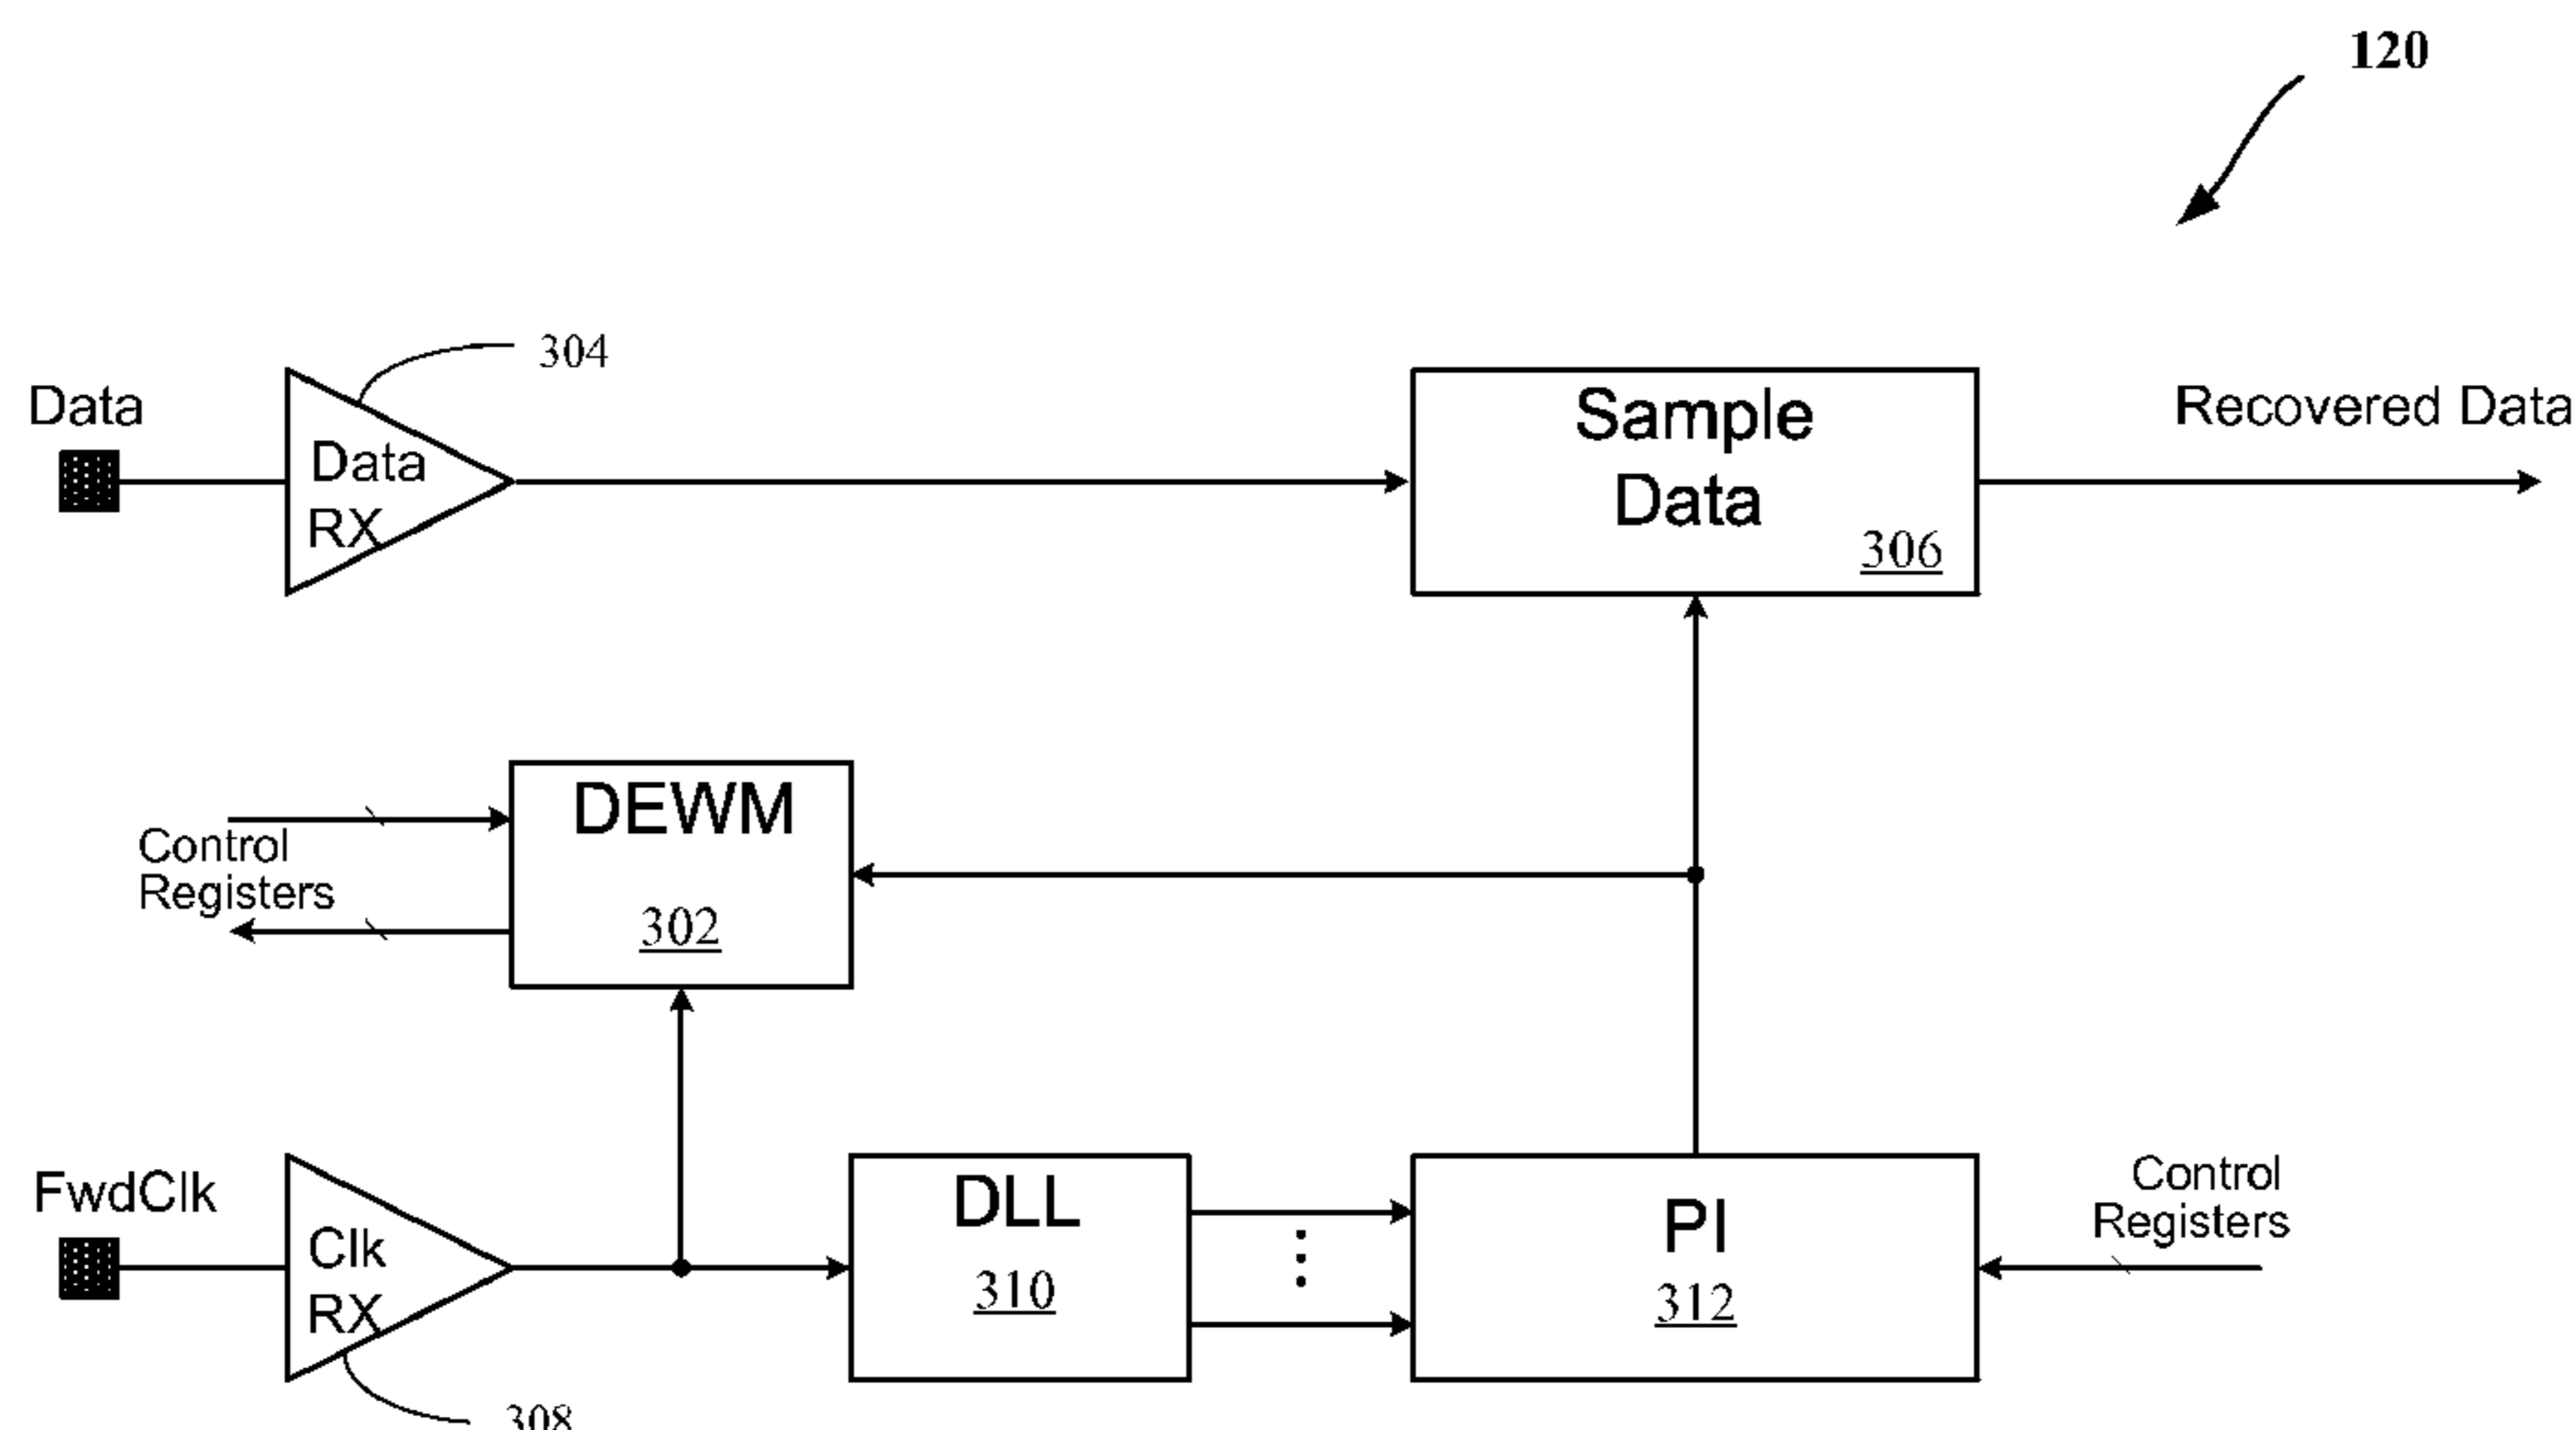 120
304
Data
Data
RX
Sample
Data
306
Recovered Data
DEWM
302
Control
Registers
FwdClk
Clk
RX
308
DLL
310
PI
312
Control
Registers